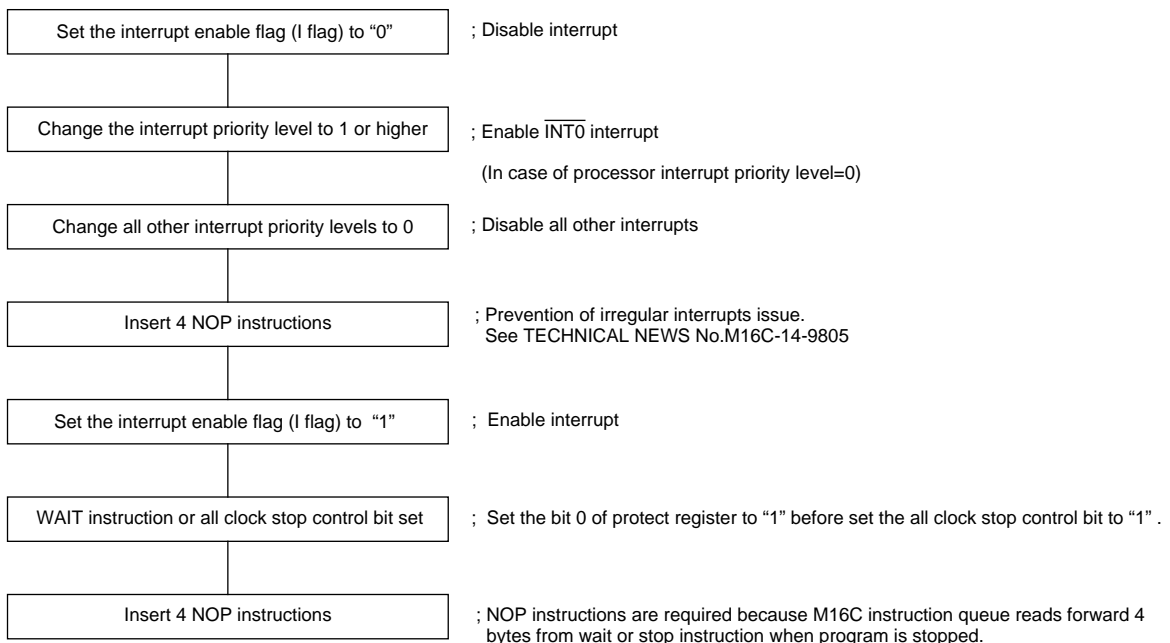 Set the interrupt enable flag (I flag) to “0”
; Disable interrupt
Change the interrupt priority level to 1 or higher
; Enable INT0 interrupt
(In case of processor interrupt priority level=0)
Change all other interrupt priority levels to 0
; Disable all other interrupts
Insert 4 NOP instructions
; Prevention of irregular interrupts issue.
See TECHNICAL NEWS No.M16C-14-9805
Set the interrupt enable flag (I flag) to “1”
; Enable interrupt
WAIT instruction or all clock stop control bit set
; Set the bit 0 of protect register to “1” before set the all clock stop control bit to “1” .
Insert 4 NOP instructions
; NOP instructions are required because M16C instruction queue reads forward 4
bytes from wait or stop instruction when program is stopped.